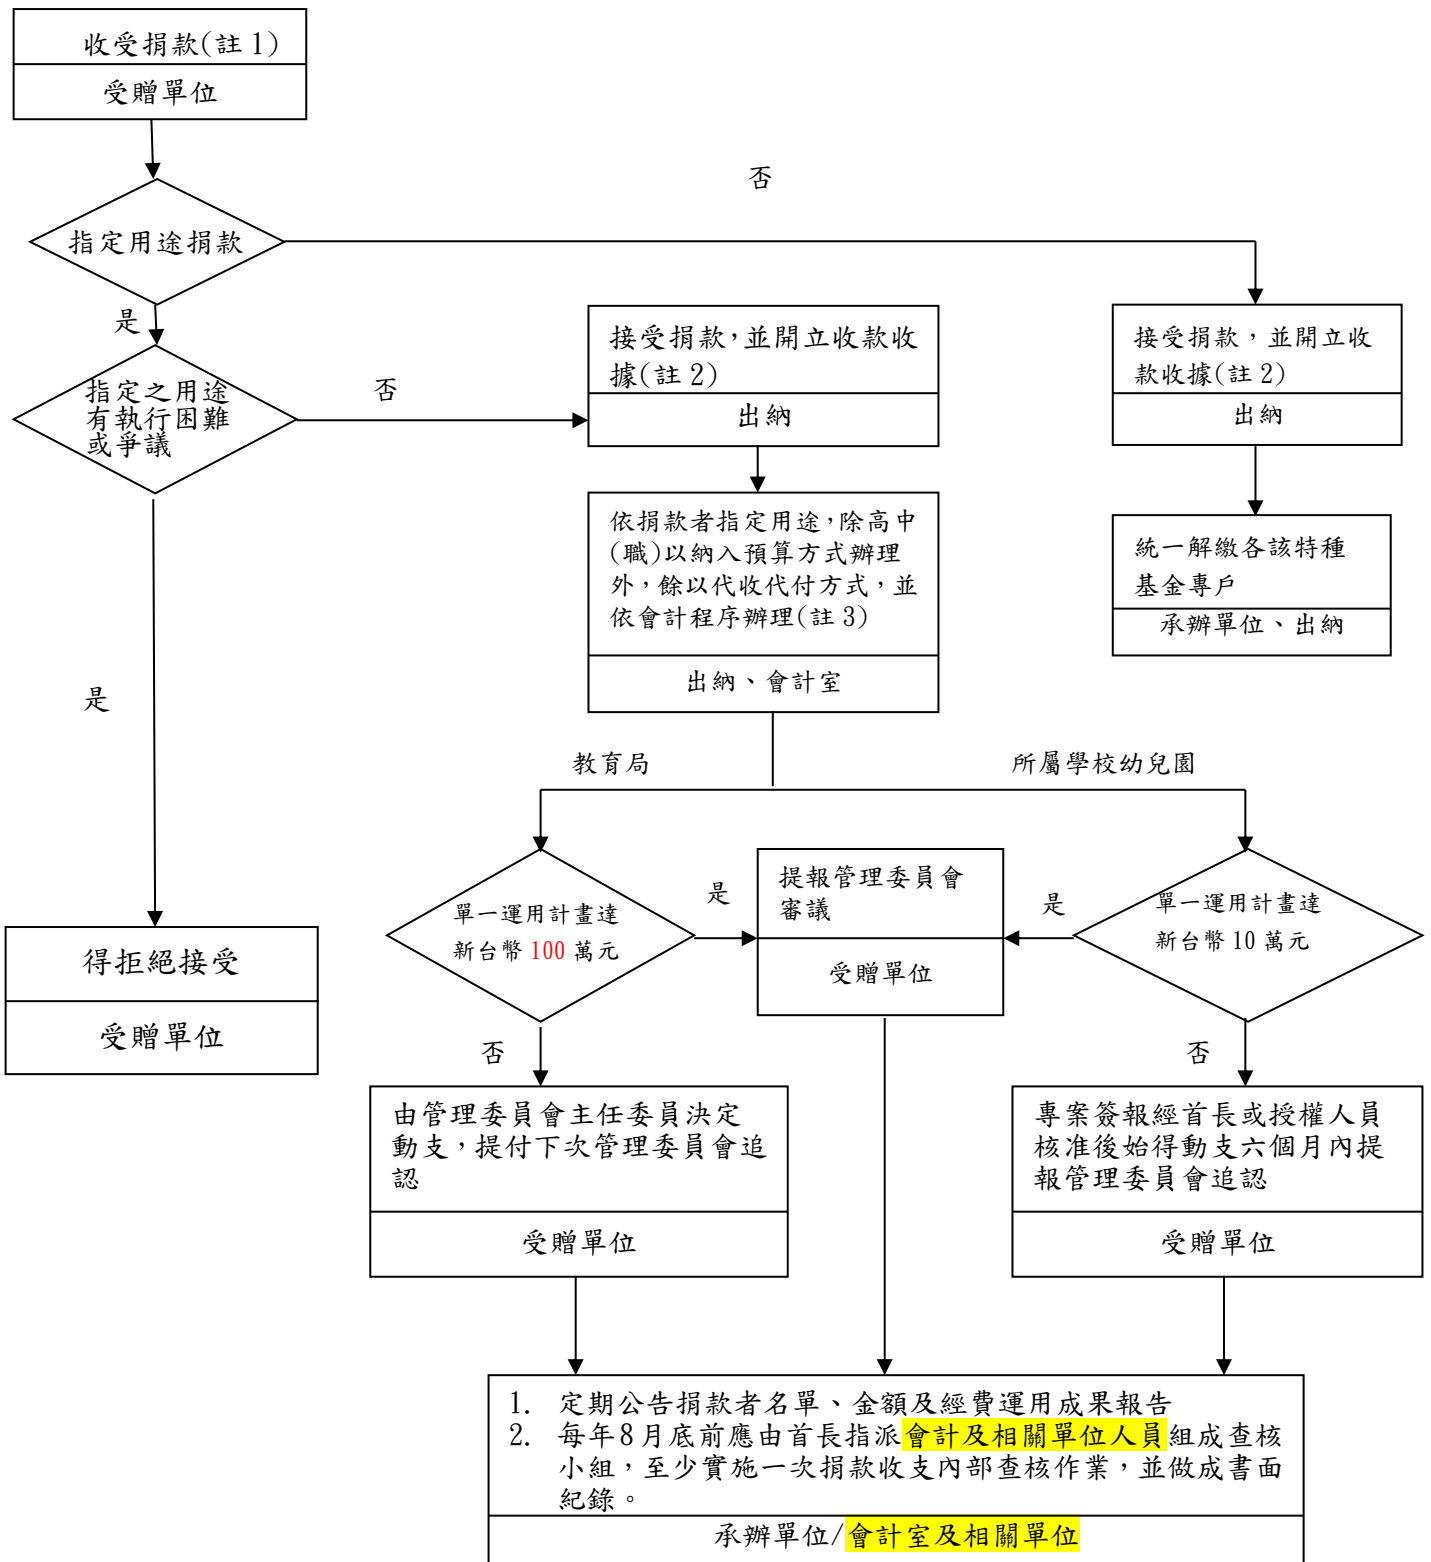 收受捐款(註1)
受贈單位
否
指定用途捐款
是
指定之用途
有執行困難
或爭議
否
接受捐款,並開立收款收
據(註2)
出納
接受捐款，並開立收
款收據(註2)
出納
依捐款者指定用途,除高中
(職)以納入預算方式辦理
外，餘以代收代付方式，並
依會計程序辦理(註3)
出納、會計室
統一解繳各該特種
基金專戶
承辦單位、出納
是
教育局
所屬學校幼兒園
單一運用計畫達
新台幣100萬元
是
提報管理委員會
審議
受贈單位
是
單一運用計畫達
新台幣10萬元
得拒絕接受
受贈單位
否
否
由管理委員會主任委員決定
動支，提付下次管理委員會追
認
受贈單位
專案簽報經首長或授權人員
核准後始得動支六個月內提
報管理委員會追認
受贈單位
1. 定期公告捐款者名單、金額及經費運用成果報告
2. 每年8月底前應由首長指派會計及相關單位人員組成查核
小組，至少實施一次捐款收支內部查核作業，並做成書面
紀錄。
承辦單位/會計室及相關單位